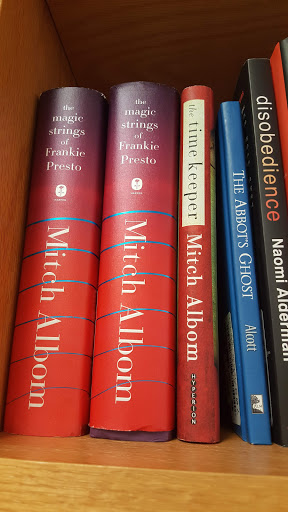 the
magic
strings
of
Frankie
Presto
Mitch Albom
the
magic
strings
of
Frankie
Presto
Mitch Albom
the time keeper
Mitch Albom
HYPERION
THE ABBOT'S GHOST
Alcott
disobedience
Naomi Alderman